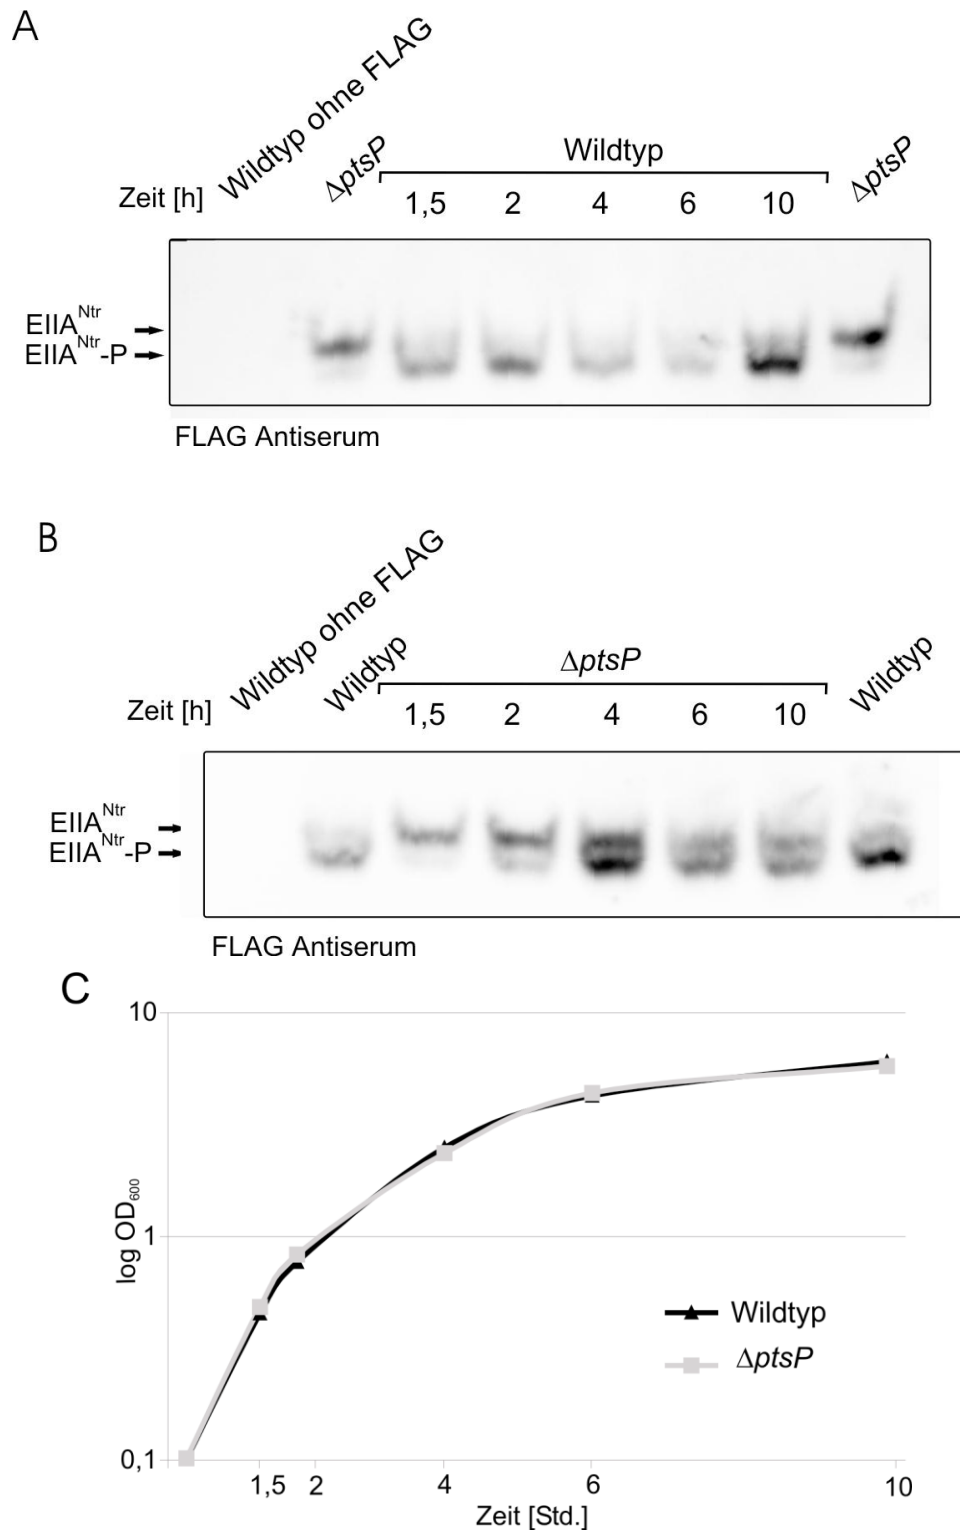 A
Wildtyp ohne FLAG
ΔptsP
Wildtyp
ΔptsP
Zeit [h]
1,5 2 4 6 10
EIIA^Ntr
EIIA^Ntr-P
FLAG Antiserum
B
Wildtyp ohne FLAG
Wildtyp
ΔptsP
Wildtyp
Zeit [h]
1,5 2 4 6 10
EIIA^Ntr
EIIA^Ntr-P
FLAG Antiserum
C
10
1
0,1
log OD₆₀₀
Wildtyp
ΔptsP
1,5 2 4 6 10
Zeit [Std.]